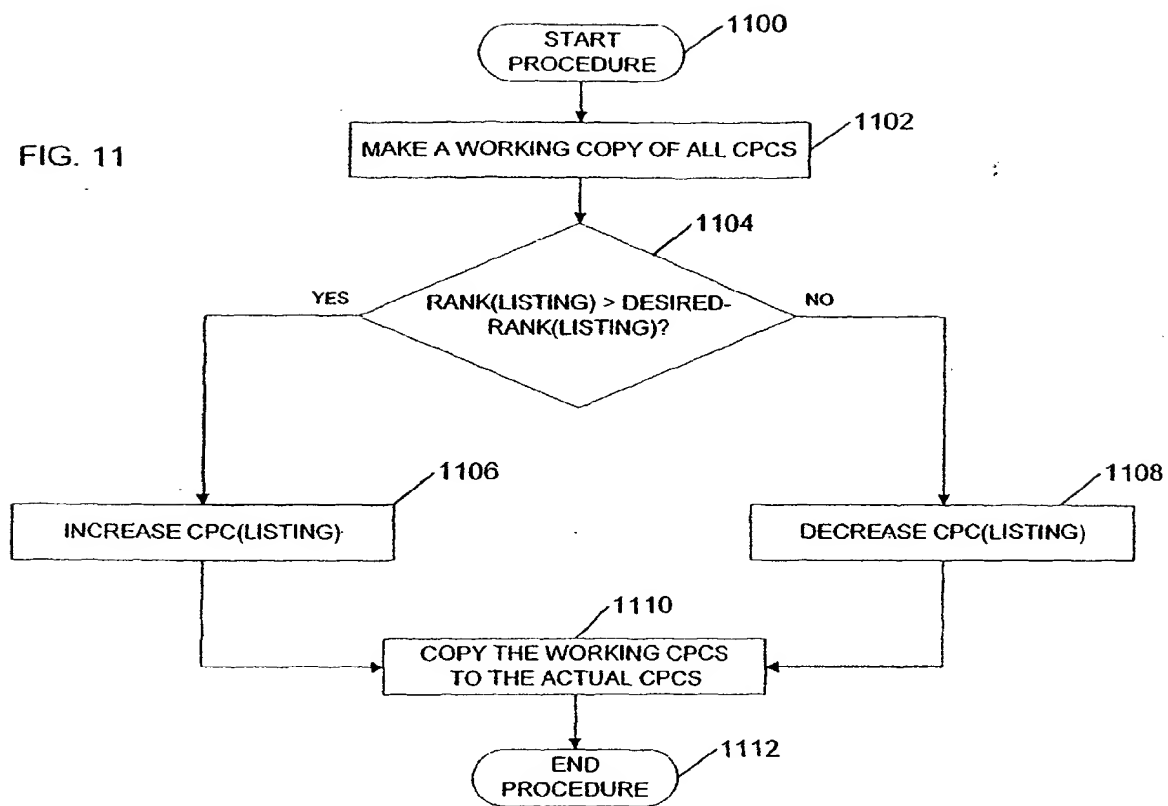 1100
START
PROCEDURE
FIG. 11
1102
MAKE A WORKING COPY OF ALL CPCS
1104
YES
RANK(LISTING) > DESIRED-
RANK(LISTING)?
NO
1106
INCREASE CPC(LISTING)
1108
DECREASE CPC(LISTING)
1110
COPY THE WORKING CPCS
TO THE ACTUAL CPCS
1112
END
PROCEDURE